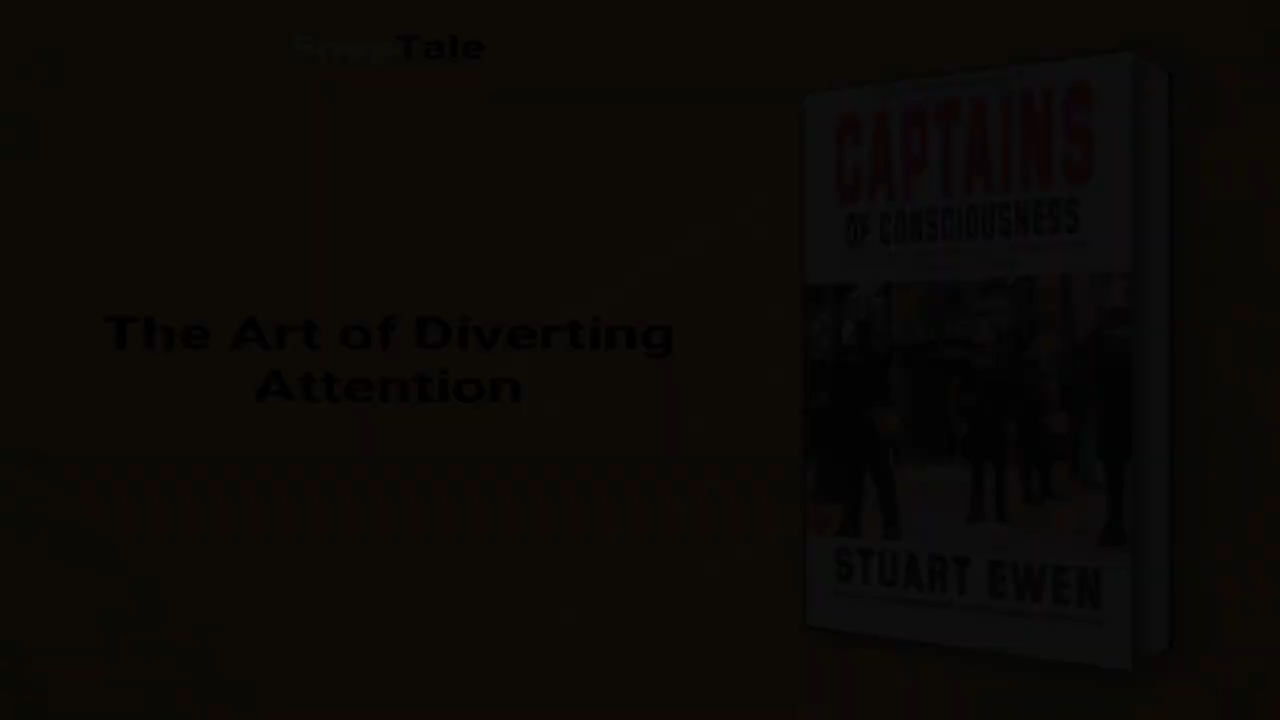 Tale
CAPTAINS
OF CONSCIOUSNESS
The Art of Diverting
Attention
STUART EWEN